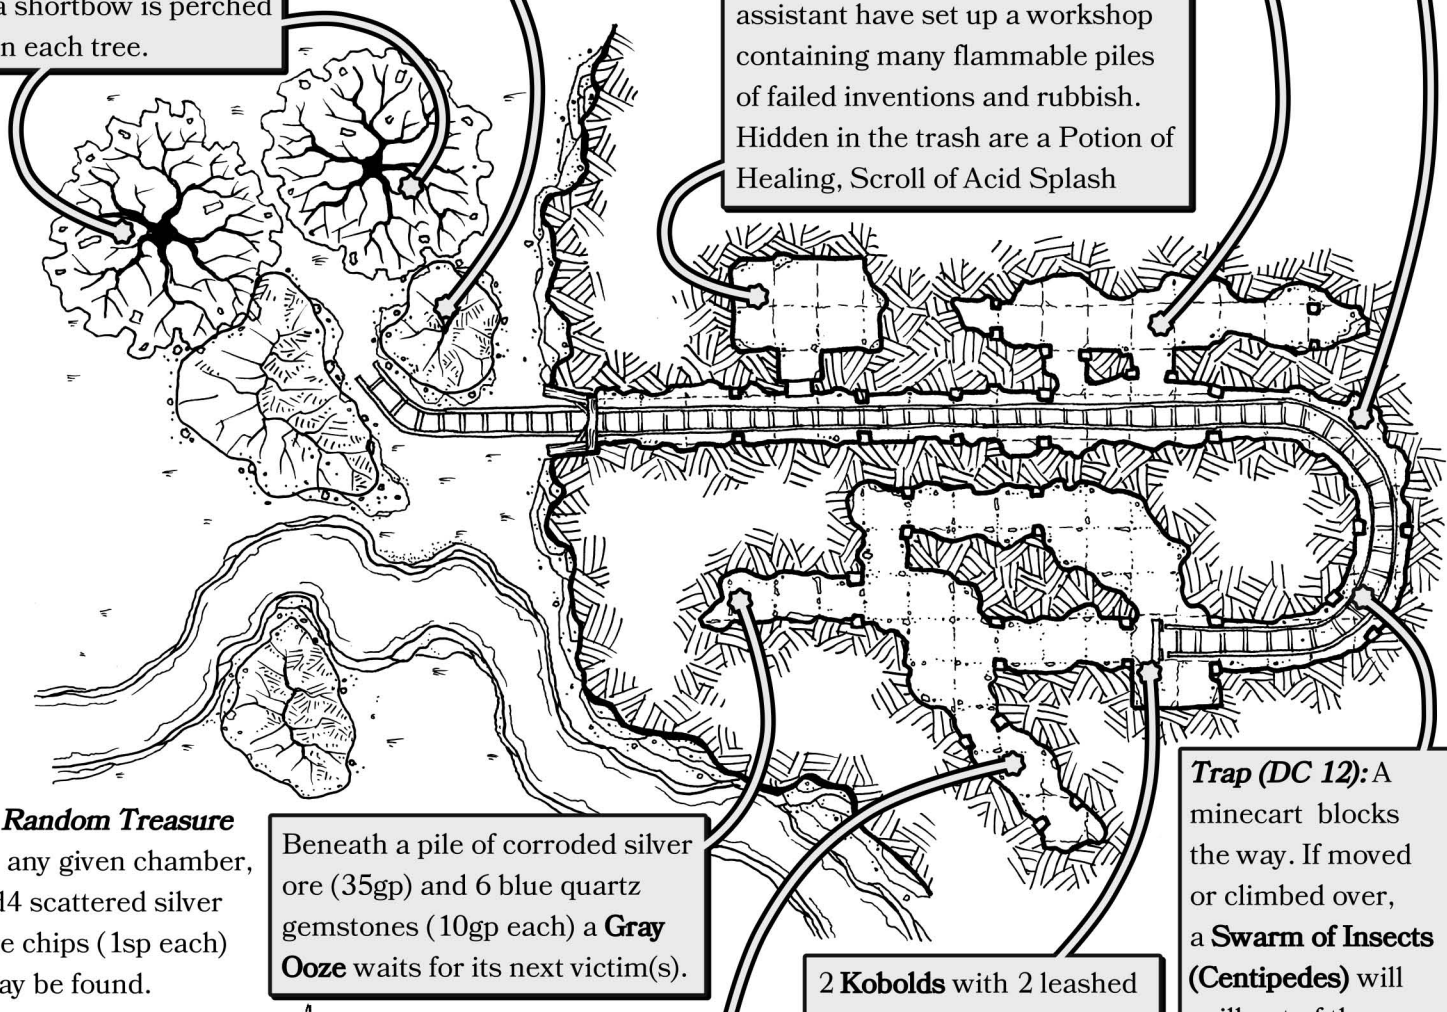 a shortbow is perched
n each tree.
assistant have set up a workshop
containing many flammable piles
of failed inventions and rubbish.
Hidden in the trash are a Potion of
Healing, Scroll of Acid Splash
Random Treasure
any given chamber,
d4 scattered silver
e chips (1sp each)
ay be found.
Beneath a pile of corroded silver
ore (35gp) and 6 blue quartz
gemstones (10gp each) a Gray
Ooze waits for its next victim(s).
2 Kobolds with 2 leashed
Trap (DC 12): A
minecart blocks
the way. If moved
or climbed over,
a Swarm of Insects
(Centipedes) will